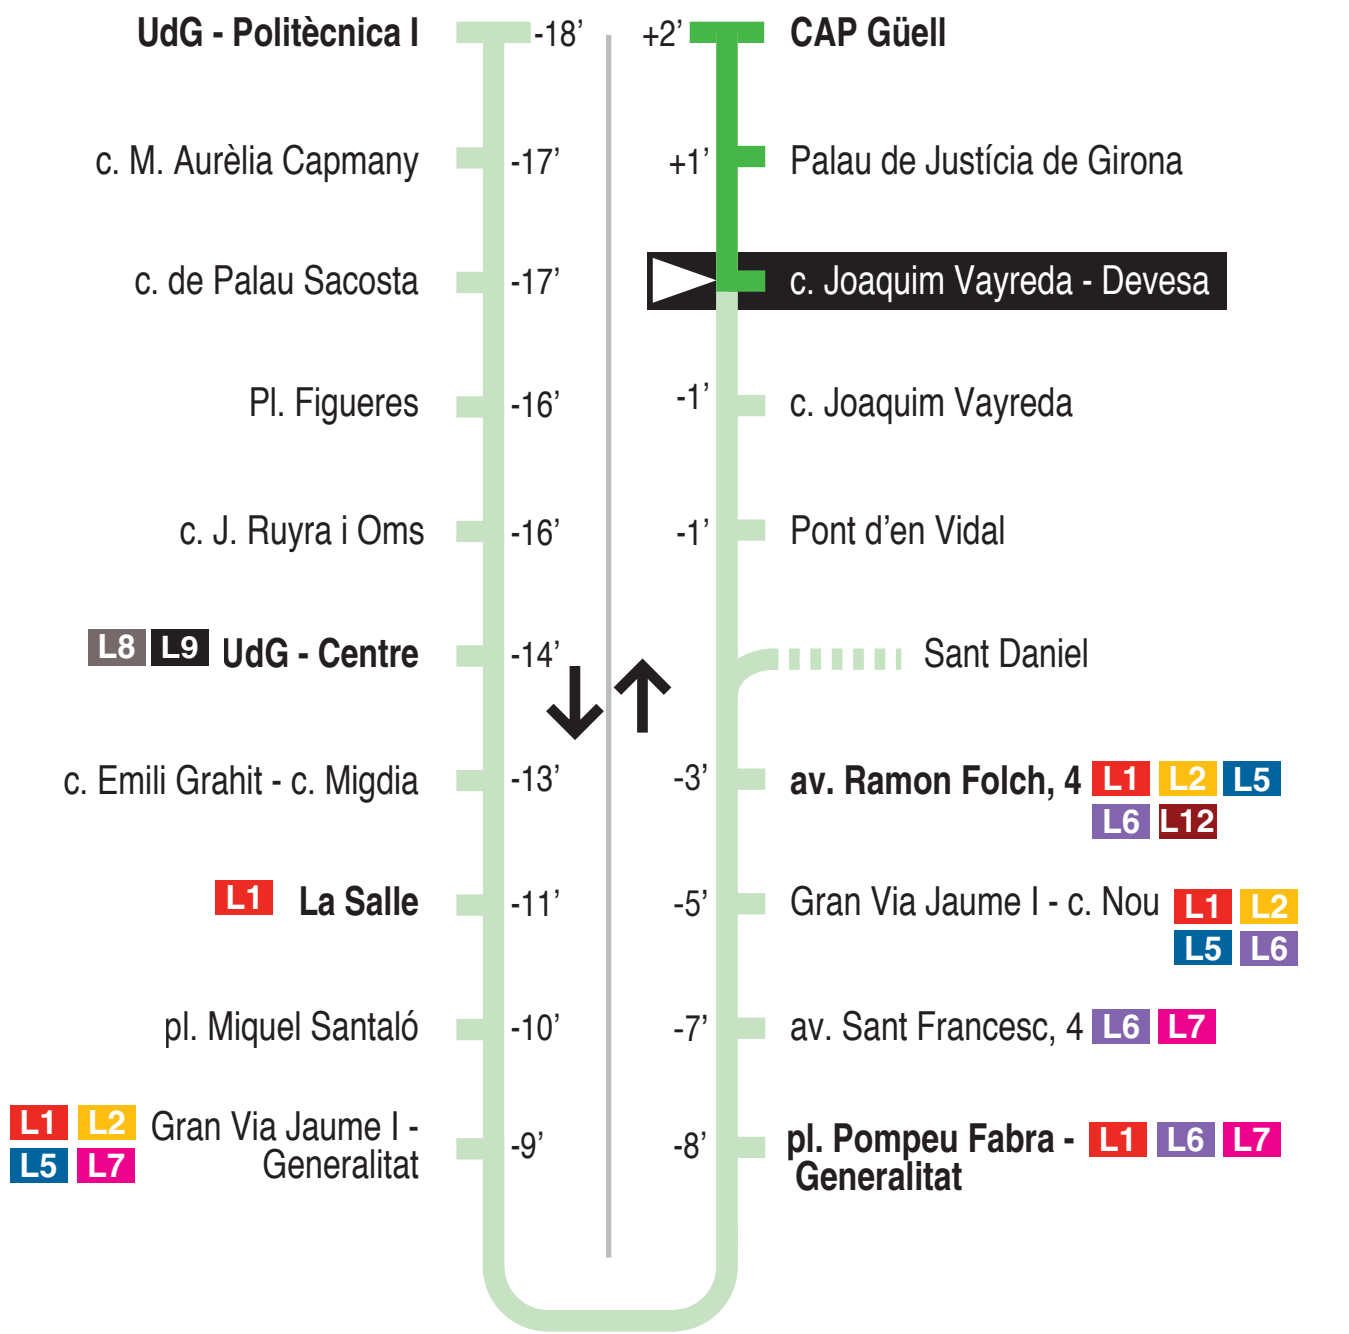 UdG - Politècnica I -18’ +2’ CAP Güell
c. M. Aurèlia Capmany -17’ +1’ Palau de Justícia de Girona
c. de Palau Sacosta -17’ c. Joaquim Vayreda - Devesa
Pl. Figueres -16’ -1’ c. Joaquim Vayreda
c. J. Ruyra i Oms -16’ -1’ Pont d’en Vidal
L8 L9 UdG - Centre -14’ Sant Daniel
c. Emili Grahit - c. Migdia -13’ -3’ av. Ramon Folch, 4 L1 L2 L5
L6 L12
L1 La Salle -11’ -5’ Gran Via Jaume I - c. Nou L1 L2
L5 L6
pl. Miquel Santaló -10’ -7’ av. Sant Francesc, 4 L6 L7
L1 L2 Gran Via Jaume I - -9’ -8’ pl. Pompeu Fabra - L1 L6 L7
L5 L7 Generalitat Generalitat